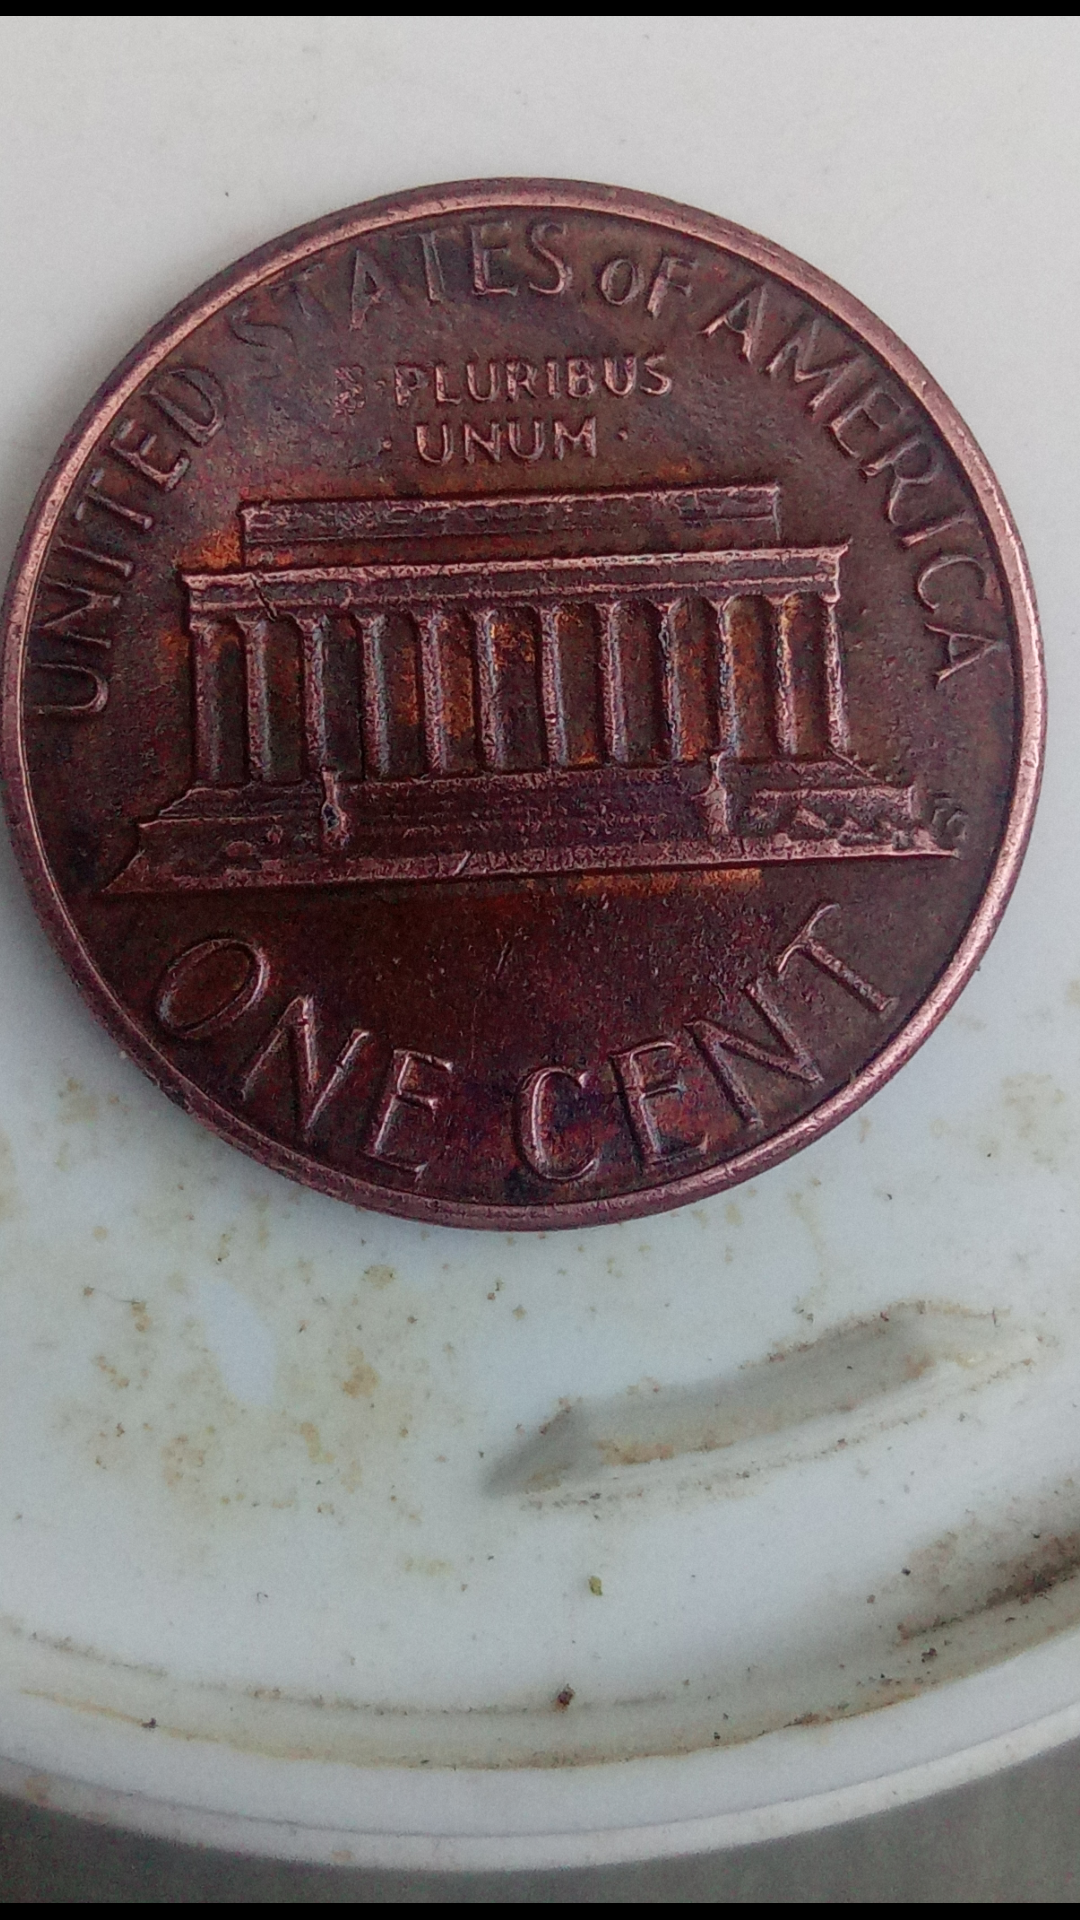 UNITED STATES OF AMERICA
E PLURIBUS
UNUM
ONE CENT